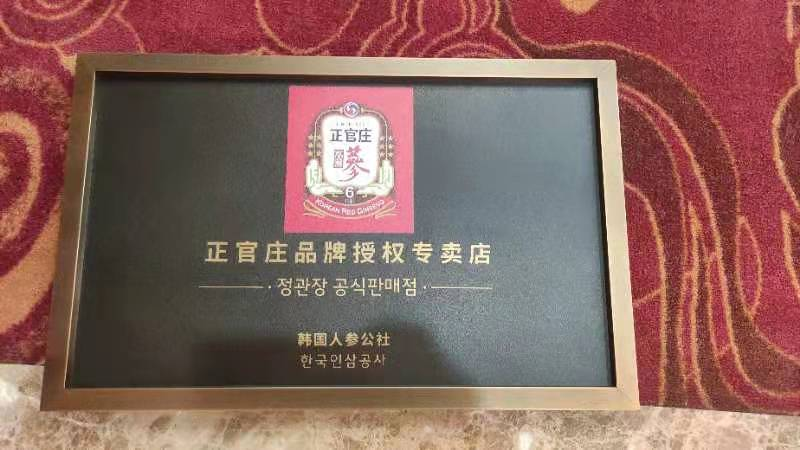 正官庄
蔘
6
KOREAN RED GINSENG
正官庄品牌授权专卖店
정관장 공식판매점
韩国人参公社
한국인삼공사